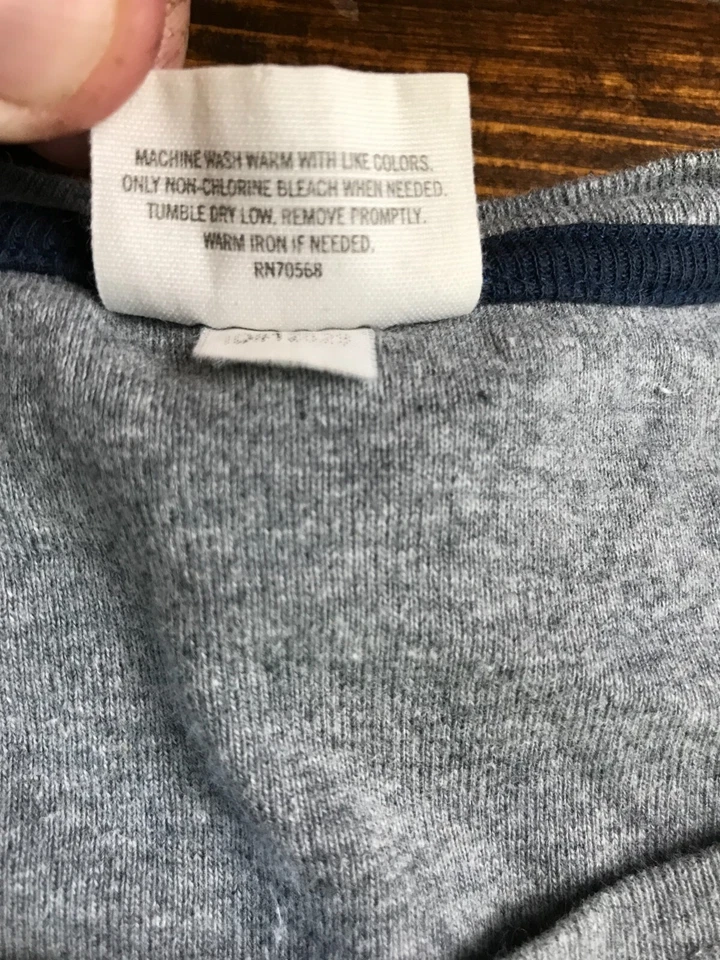 MACHINE WASH WARM WITH LIKE COLORS.
ONLY NON-CHLORINE BLEACH WHEN NEEDED.
TUMBLE DRY LOW. REMOVE PROMPTLY.
WARM IRON IF NEEDED.
RN70568